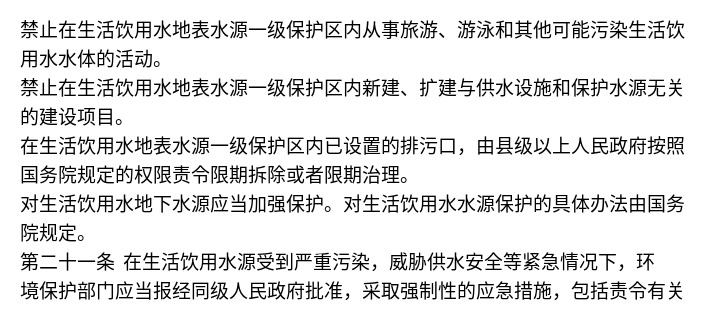 禁止在生活饮用水地表水源一级保护区内从事旅游、游泳和其他可能污染生活饮
用水水体的活动。
禁止在生活饮用水地表水源一级保护区内新建、扩建与供水设施和保护水源无关
的建设项目。
在生活饮用水地表水源一级保护区内已设置的排污口，由县级以上人民政府按照
国务院规定的权限责令限期拆除或者限期治理。
对生活饮用水地下水源应当加强保护。对生活饮用水水源保护的具体办法由国务
院规定。
第二十一条 在生活饮用水源受到严重污染，威胁供水安全等紧急情况下，环
境保护部门应当报经同级人民政府批准，采取强制性的应急措施，包括责令有关